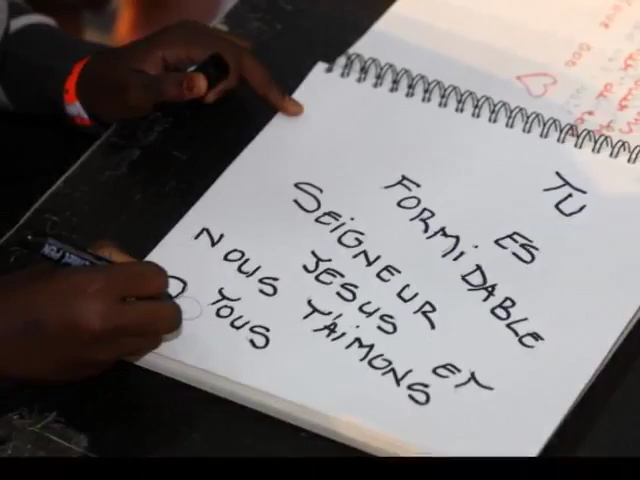 TU
ES
FORMIDABLE
SEIGNEUR
JESUS ET
NOUS T'AIMONS
TOUS